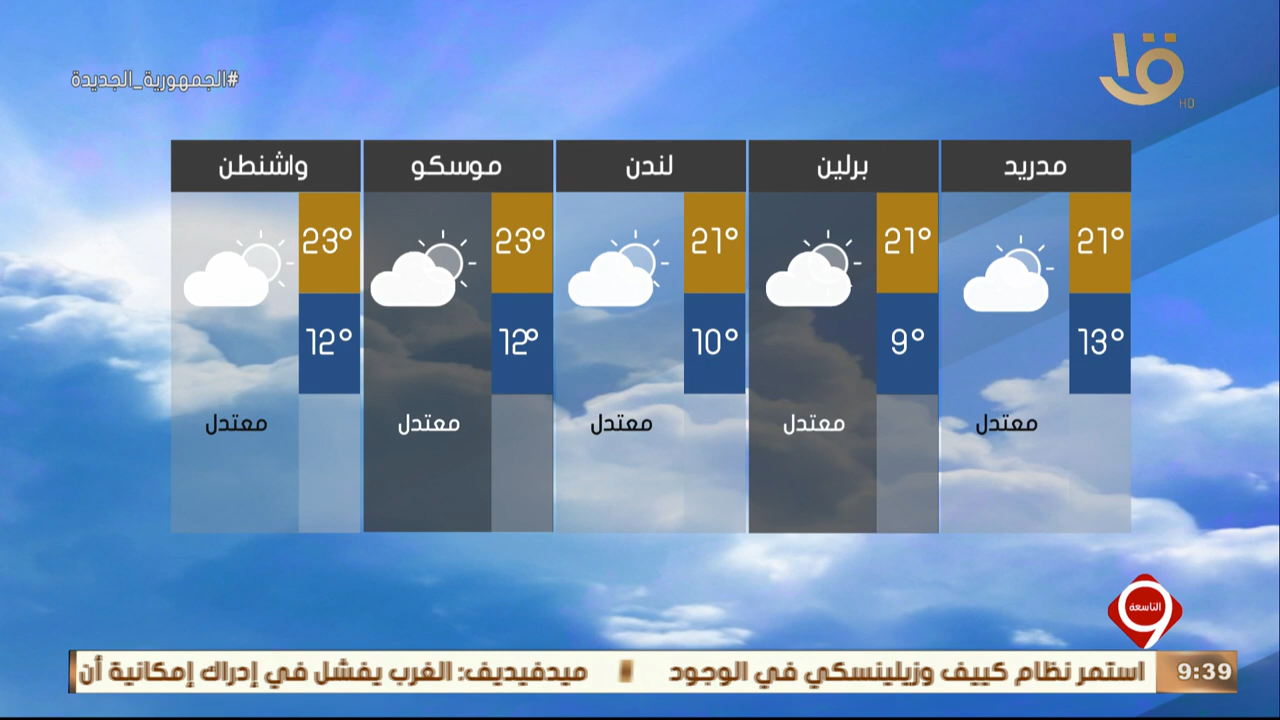 #الجمهورية_الجديدة
HD
مدريد
برلين
لندن
موسكو
واشنطن
21°
21°
21°
23°
23°
13°
9°
10°
12°
12°
معتدل
معتدل
معتدل
معتدل
معتدل
التاسعة
9
9:39
استمر نظام كييف وزيلينسكي في الوجود
ميدفيديف: الغرب يفشل في إدراك إمكانية أن